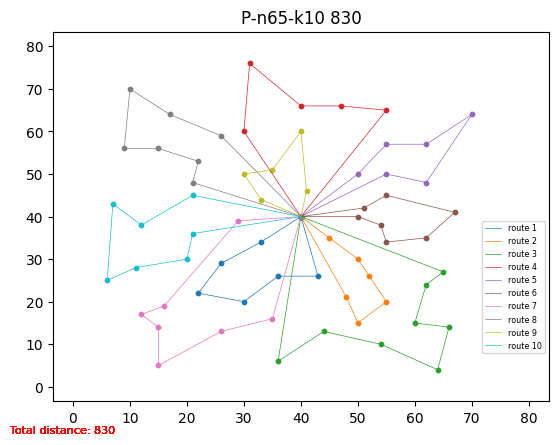 P-n65-k10 830
80
70
60
50
40
30
20
10
0
route 1
route 2
route 3
route 4
route 5
route 6
route 7
route 8
route 9
route 10
0 10 20 30 40 50 60 70 80
Total distance: 830